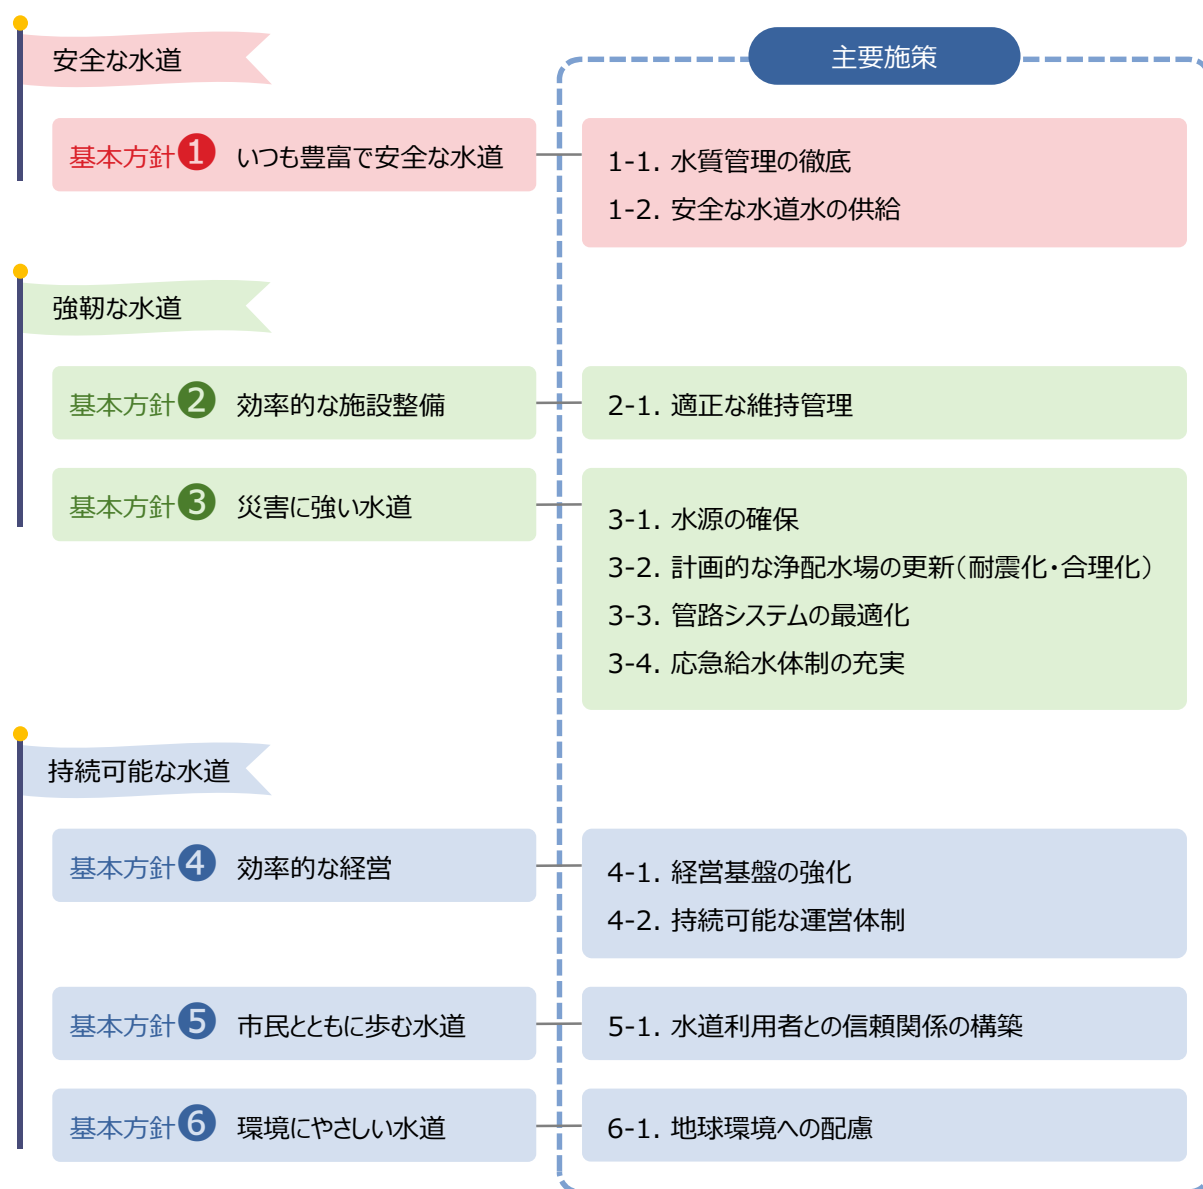 安全な水道
主要施策
基本方針❶ いつも豊富で安全な水道
1-1. 水質管理の徹底
1-2. 安全な水道水の供給
強靭な水道
基本方針❷ 効率的な施設整備
2-1. 適正な維持管理
基本方針❸ 災害に強い水道
3-1. 水源の確保
3-2. 計画的な浄配水場の更新（耐震化・合理化）
3-3. 管路システムの最適化
3-4. 応急給水体制の充実
持続可能な水道
基本方針❹ 効率的な経営
4-1. 経営基盤の強化
4-2. 持続可能な運営体制
基本方針❺ 市民とともに歩む水道
5-1. 水道利用者との信頼関係の構築
基本方針❻ 環境にやさしい水道
6-1. 地球環境への配慮